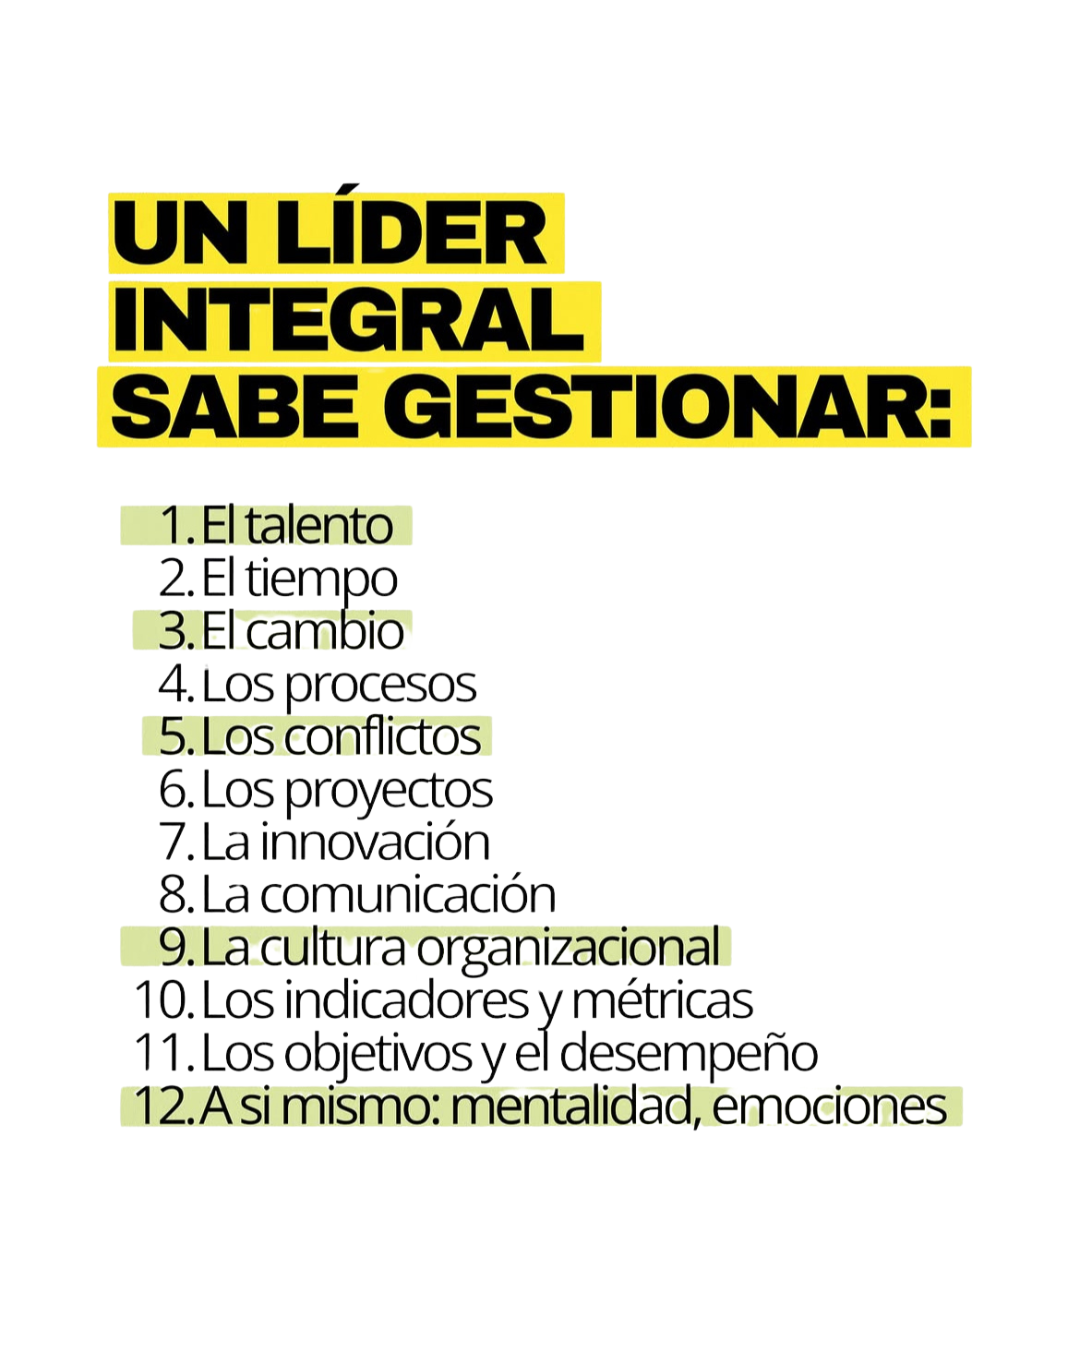 UN LÍDER
INTEGRAL
SABE GESTIONAR:
1. El talento
2. El tiempo
3. El cambio
4. Los procesos
5. Los conflictos
6. Los proyectos
7. La innovación
8. La comunicación
9. La cultura organizacional
10. Los indicadores y métricas
11. Los objetivos y el desempeño
12. A si mismo: mentalidad, emociones